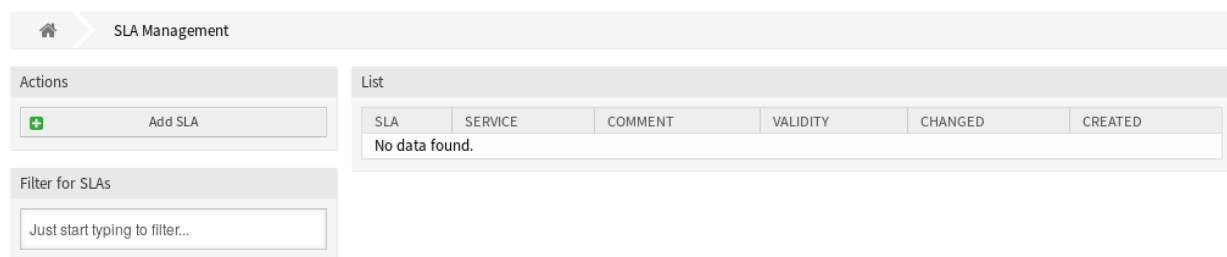 SLA Management
Actions
Add SLA
Filter for SLAs
Just start typing to filter...
List
SLA SERVICE COMMENT VALIDITY CHANGED CREATED
No data found.